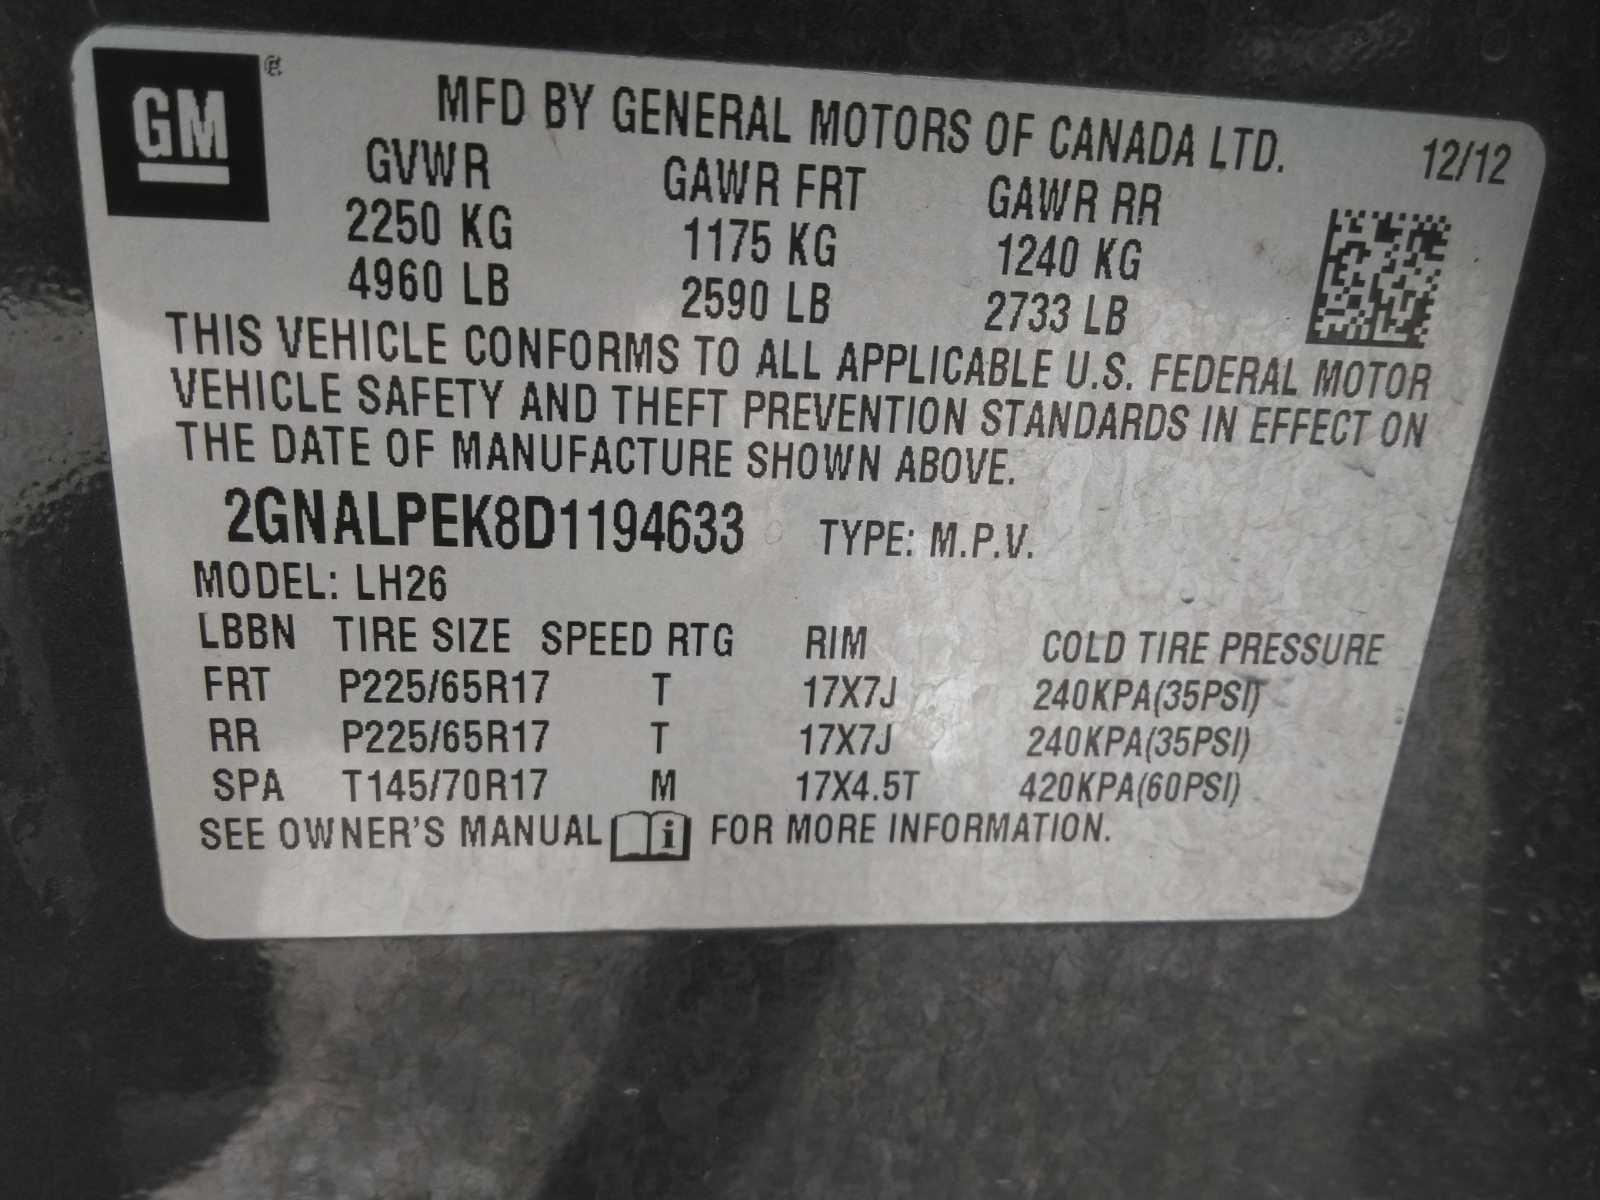 GM ®
MFD BY GENERAL MOTORS OF CANADA LTD. 12/12
GVWR GAWR FRT GAWR RR
2250 KG 1175 KG 1240 KG
4960 LB 2590 LB 2733 LB
THIS VEHICLE CONFORMS TO ALL APPLICABLE U.S. FEDERAL MOTOR
VEHICLE SAFETY AND THEFT PREVENTION STANDARDS IN EFFECT ON
THE DATE OF MANUFACTURE SHOWN ABOVE.
2GNALPEK8D1194633 TYPE: M.P.V.
MODEL: LH26
LBBN TIRE SIZE SPEED RTG RIM COLD TIRE PRESSURE
FRT P225/65R17 T 17X7J 240KPA(35PSI)
RR P225/65R17 T 17X7J 240KPA(35PSI)
SPA T145/70R17 M 17X4.5T 420KPA(60PSI)
SEE OWNER'S MANUAL i FOR MORE INFORMATION.